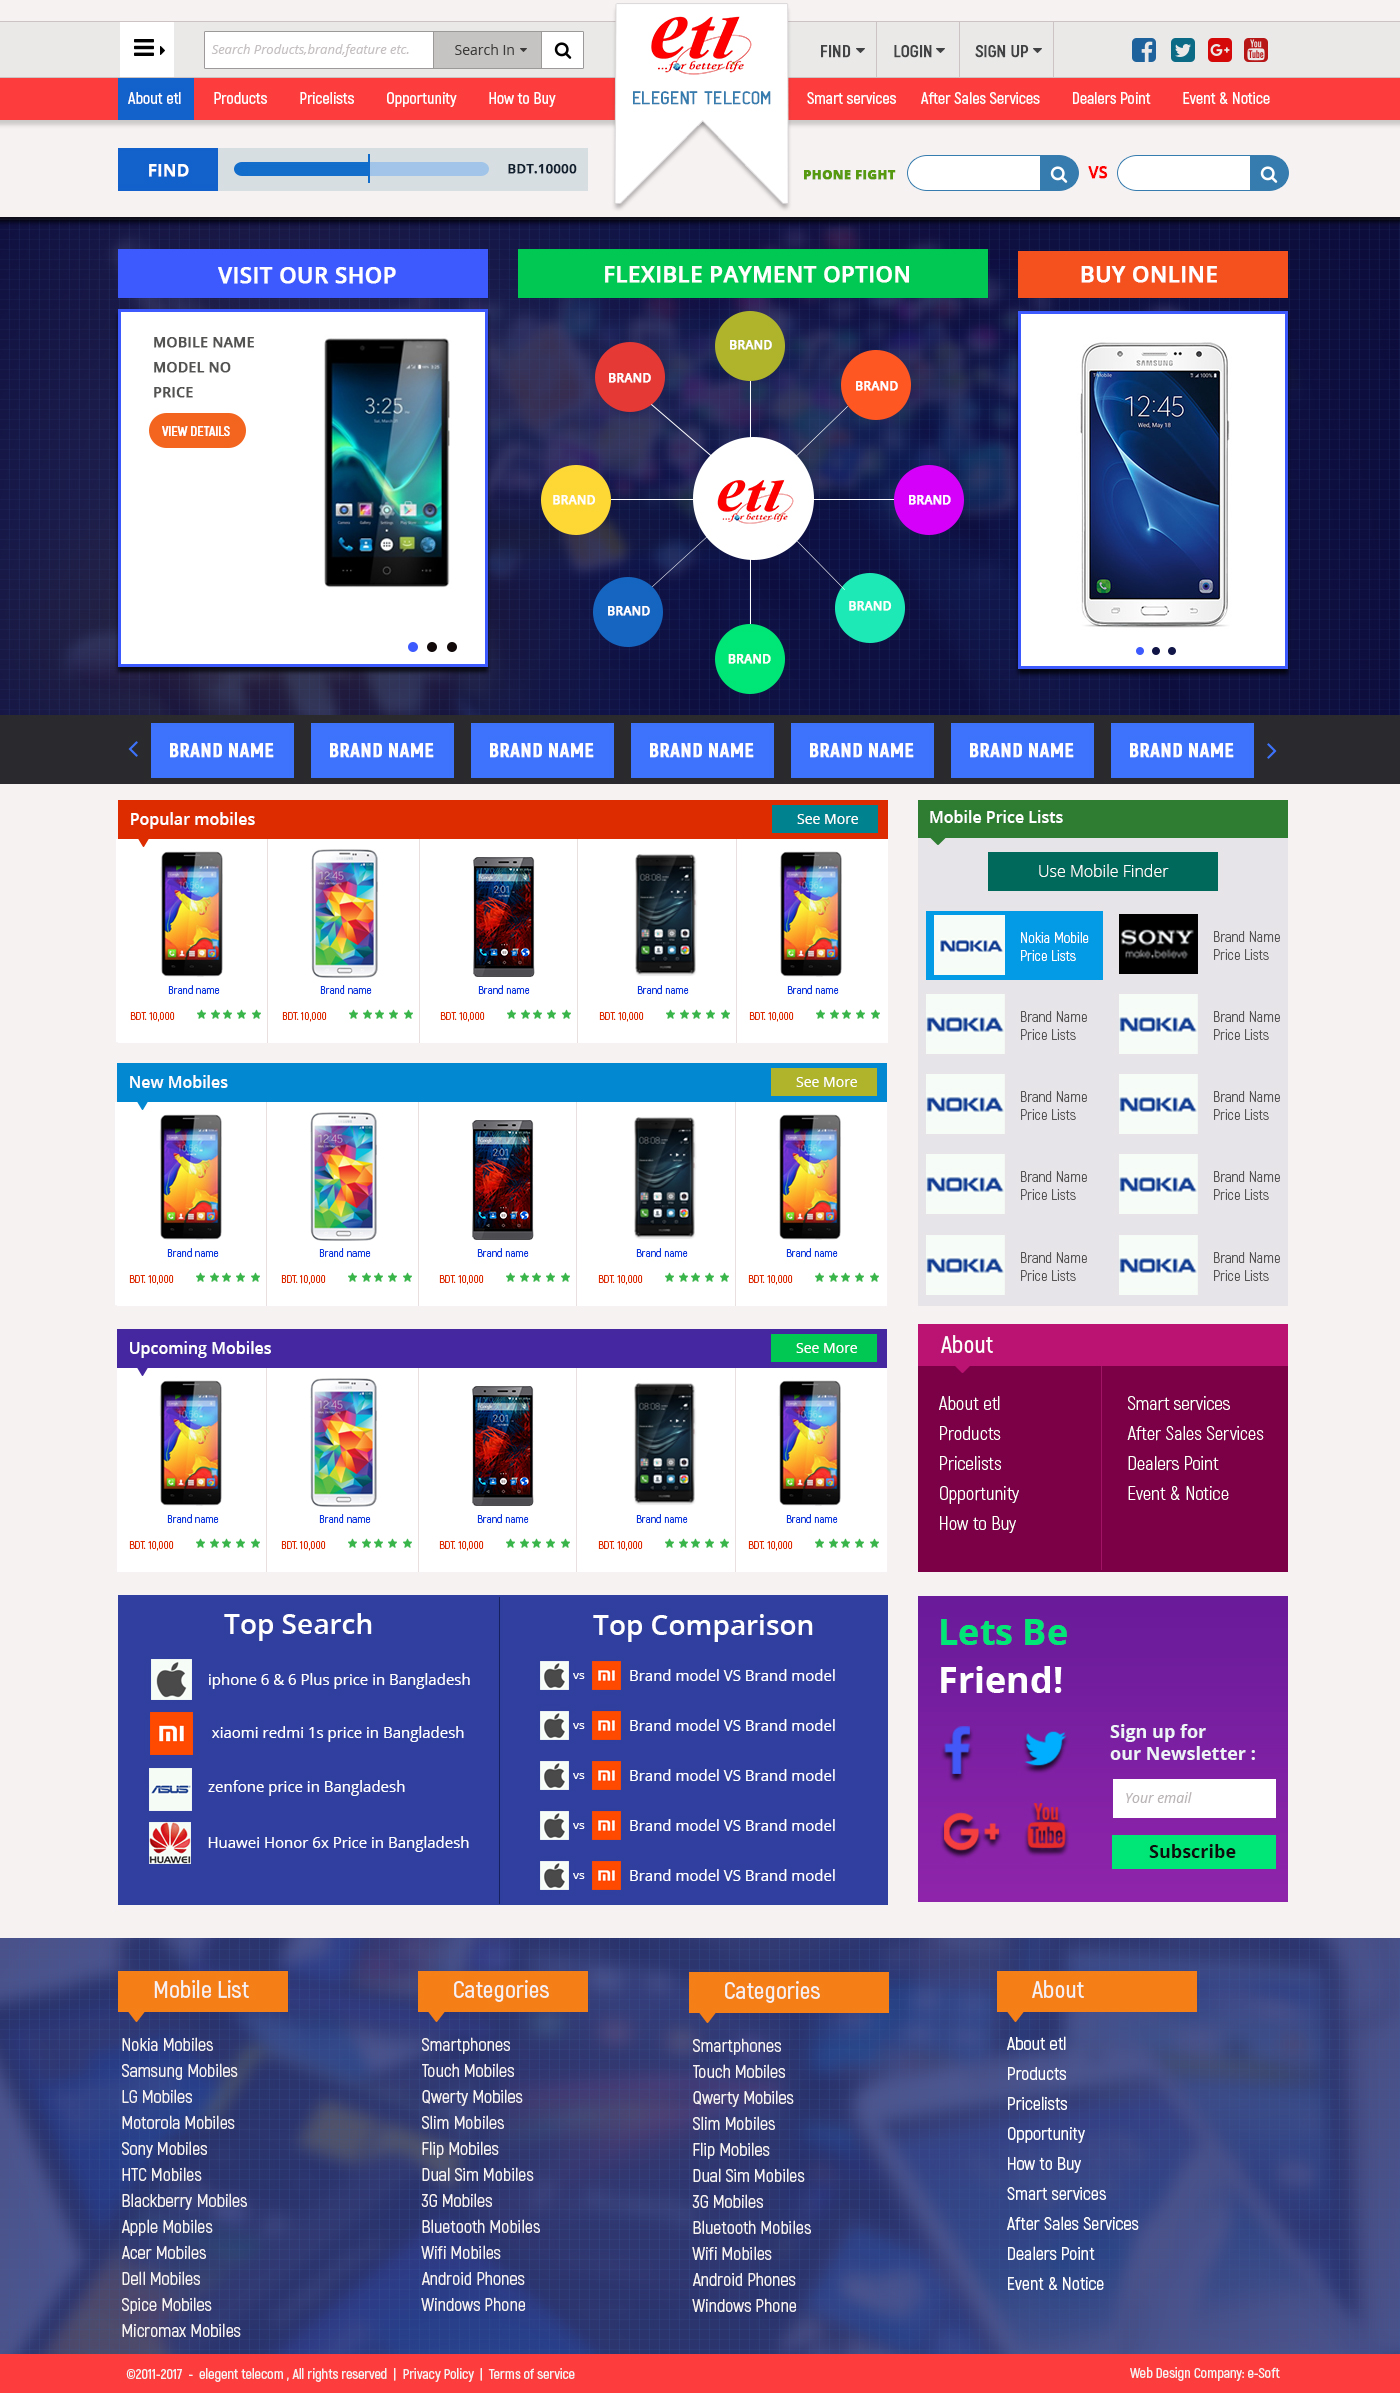 Search Products,brand,feature etc.
Search In
etl
...for better life
ELEGENT TELECOM
FIND
LOGIN
SIGN UP
You Tube
About etl
Products
Pricelists
Opportunity
How to Buy
Smart services
After Sales Services
Dealers Point
Event & Notice
FIND
BDT.10000
PHONE FIGHT
VS
VISIT OUR SHOP
FLEXIBLE PAYMENT OPTION
BUY ONLINE
MOBILE NAME
MODEL NO
PRICE
VIEW DETAILS
3:25
BRAND
BRAND
BRAND
BRAND
etl
...for better life
BRAND
BRAND
BRAND
BRAND
SAMSUNG
12:45
Wed, May 18
BRAND NAME
BRAND NAME
BRAND NAME
BRAND NAME
BRAND NAME
BRAND NAME
BRAND NAME
Popular mobiles
See More
Brand name
Brand name
Brand name
Brand name
Brand name
BDT. 10,000
BDT. 10,000
BDT. 10,000
BDT. 10,000
BDT. 10,000
New Mobiles
See More
Brand name
Brand name
Brand name
Brand name
Brand name
BDT. 10,000
BDT. 10,000
BDT. 10,000
BDT. 10,000
BDT. 10,000
Upcoming Mobiles
See More
Brand name
Brand name
Brand name
Brand name
Brand name
BDT. 10,000
BDT. 10,000
BDT. 10,000
BDT. 10,000
BDT. 10,000
Mobile Price Lists
Use Mobile Finder
NOKIA
Nokia Mobile
Price Lists
SONY
make.believe
Brand Name
Price Lists
NOKIA
Brand Name
Price Lists
NOKIA
Brand Name
Price Lists
NOKIA
Brand Name
Price Lists
NOKIA
Brand Name
Price Lists
NOKIA
Brand Name
Price Lists
NOKIA
Brand Name
Price Lists
NOKIA
Brand Name
Price Lists
NOKIA
Brand Name
Price Lists
About
About etl
Products
Pricelists
Opportunity
How to Buy
Smart services
After Sales Services
Dealers Point
Event & Notice
Top Search
iphone 6 & 6 Plus price in Bangladesh
xiaomi redmi 1s price in Bangladesh
ASUS
zenfone price in Bangladesh
HUAWEI
Huawei Honor 6x Price in Bangladesh
Top Comparison
vs
Brand model VS Brand model
vs
Brand model VS Brand model
vs
Brand model VS Brand model
vs
Brand model VS Brand model
vs
Brand model VS Brand model
Lets Be
Friend!
You Tube
Sign up for
our Newsletter :
Your email
Subscribe
Mobile List
Nokia Mobiles
Samsung Mobiles
LG Mobiles
Motorola Mobiles
Sony Mobiles
HTC Mobiles
Blackberry Mobiles
Apple Mobiles
Acer Mobiles
Dell Mobiles
Spice Mobiles
Micromax Mobiles
Categories
Smartphones
Touch Mobiles
Qwerty Mobiles
Slim Mobiles
Flip Mobiles
Dual Sim Mobiles
3G Mobiles
Bluetooth Mobiles
Wifi Mobiles
Android Phones
Windows Phone
Categories
Smartphones
Touch Mobiles
Qwerty Mobiles
Slim Mobiles
Flip Mobiles
Dual Sim Mobiles
3G Mobiles
Bluetooth Mobiles
Wifi Mobiles
Android Phones
Windows Phone
About
About etl
Products
Pricelists
Opportunity
How to Buy
Smart services
After Sales Services
Dealers Point
Event & Notice
©2011-2017 - elegent telecom , All rights reserved | Privacy Policy | Terms of service
Web Design Company: e-Soft